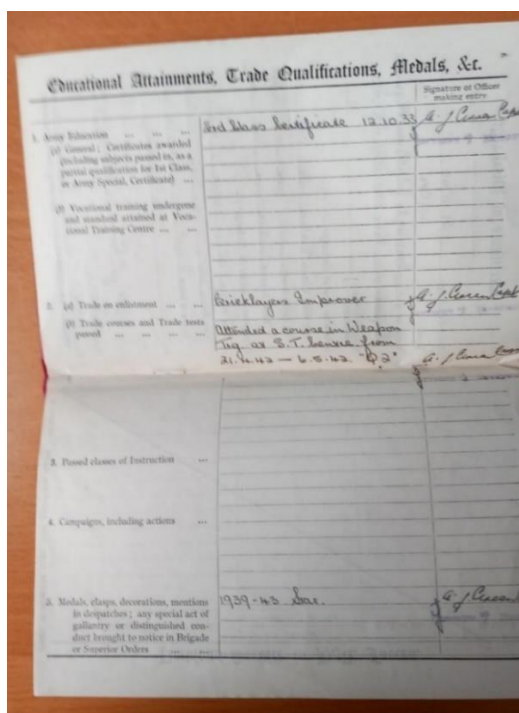 Educational Attainments, Trade Qualifications, Medals, &c.
Signature of Officer
making entry
1. Army Education ... ... ...
3rd Class Certificate 12.10.33
(a) General; Certificates awarded
(including subjects passed in, as a
partial qualification for 1st Class,
or Army Special, Certificate) ...
(b) Vocational training undergone
and standard attained at Voca-
tional Training Centre ... ...
2. (a) Trade on enlistment ... ...
Bricklayers Improver
(b) Trade courses and Trade tests
passed ... ... ... ...
Attended a course in Weapon
Trg at S.T. Centre from
21.4.42 — 6.5.42 "Q2"
3. Passed classes of Instruction ...
4. Campaigns, including actions ...
5. Medals, clasps, decorations, mentions
in despatches; any special act of
gallantry or distinguished con-
duct brought to notice in Brigade
or Superior Orders ... ...
1939-43 Star.